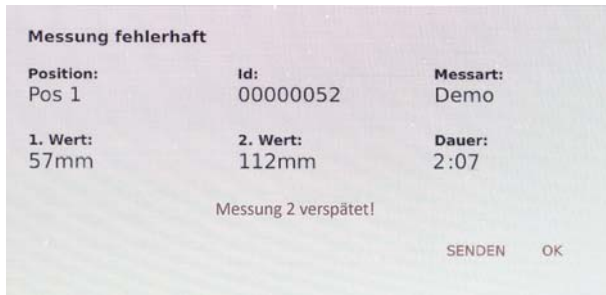 Messung fehlerhaft
Position: Id: Messart:
Pos 1 00000052 Demo
1. Wert: 2. Wert: Dauer:
57mm 112mm 2:07
Messung 2 verspätet!
SENDEN OK